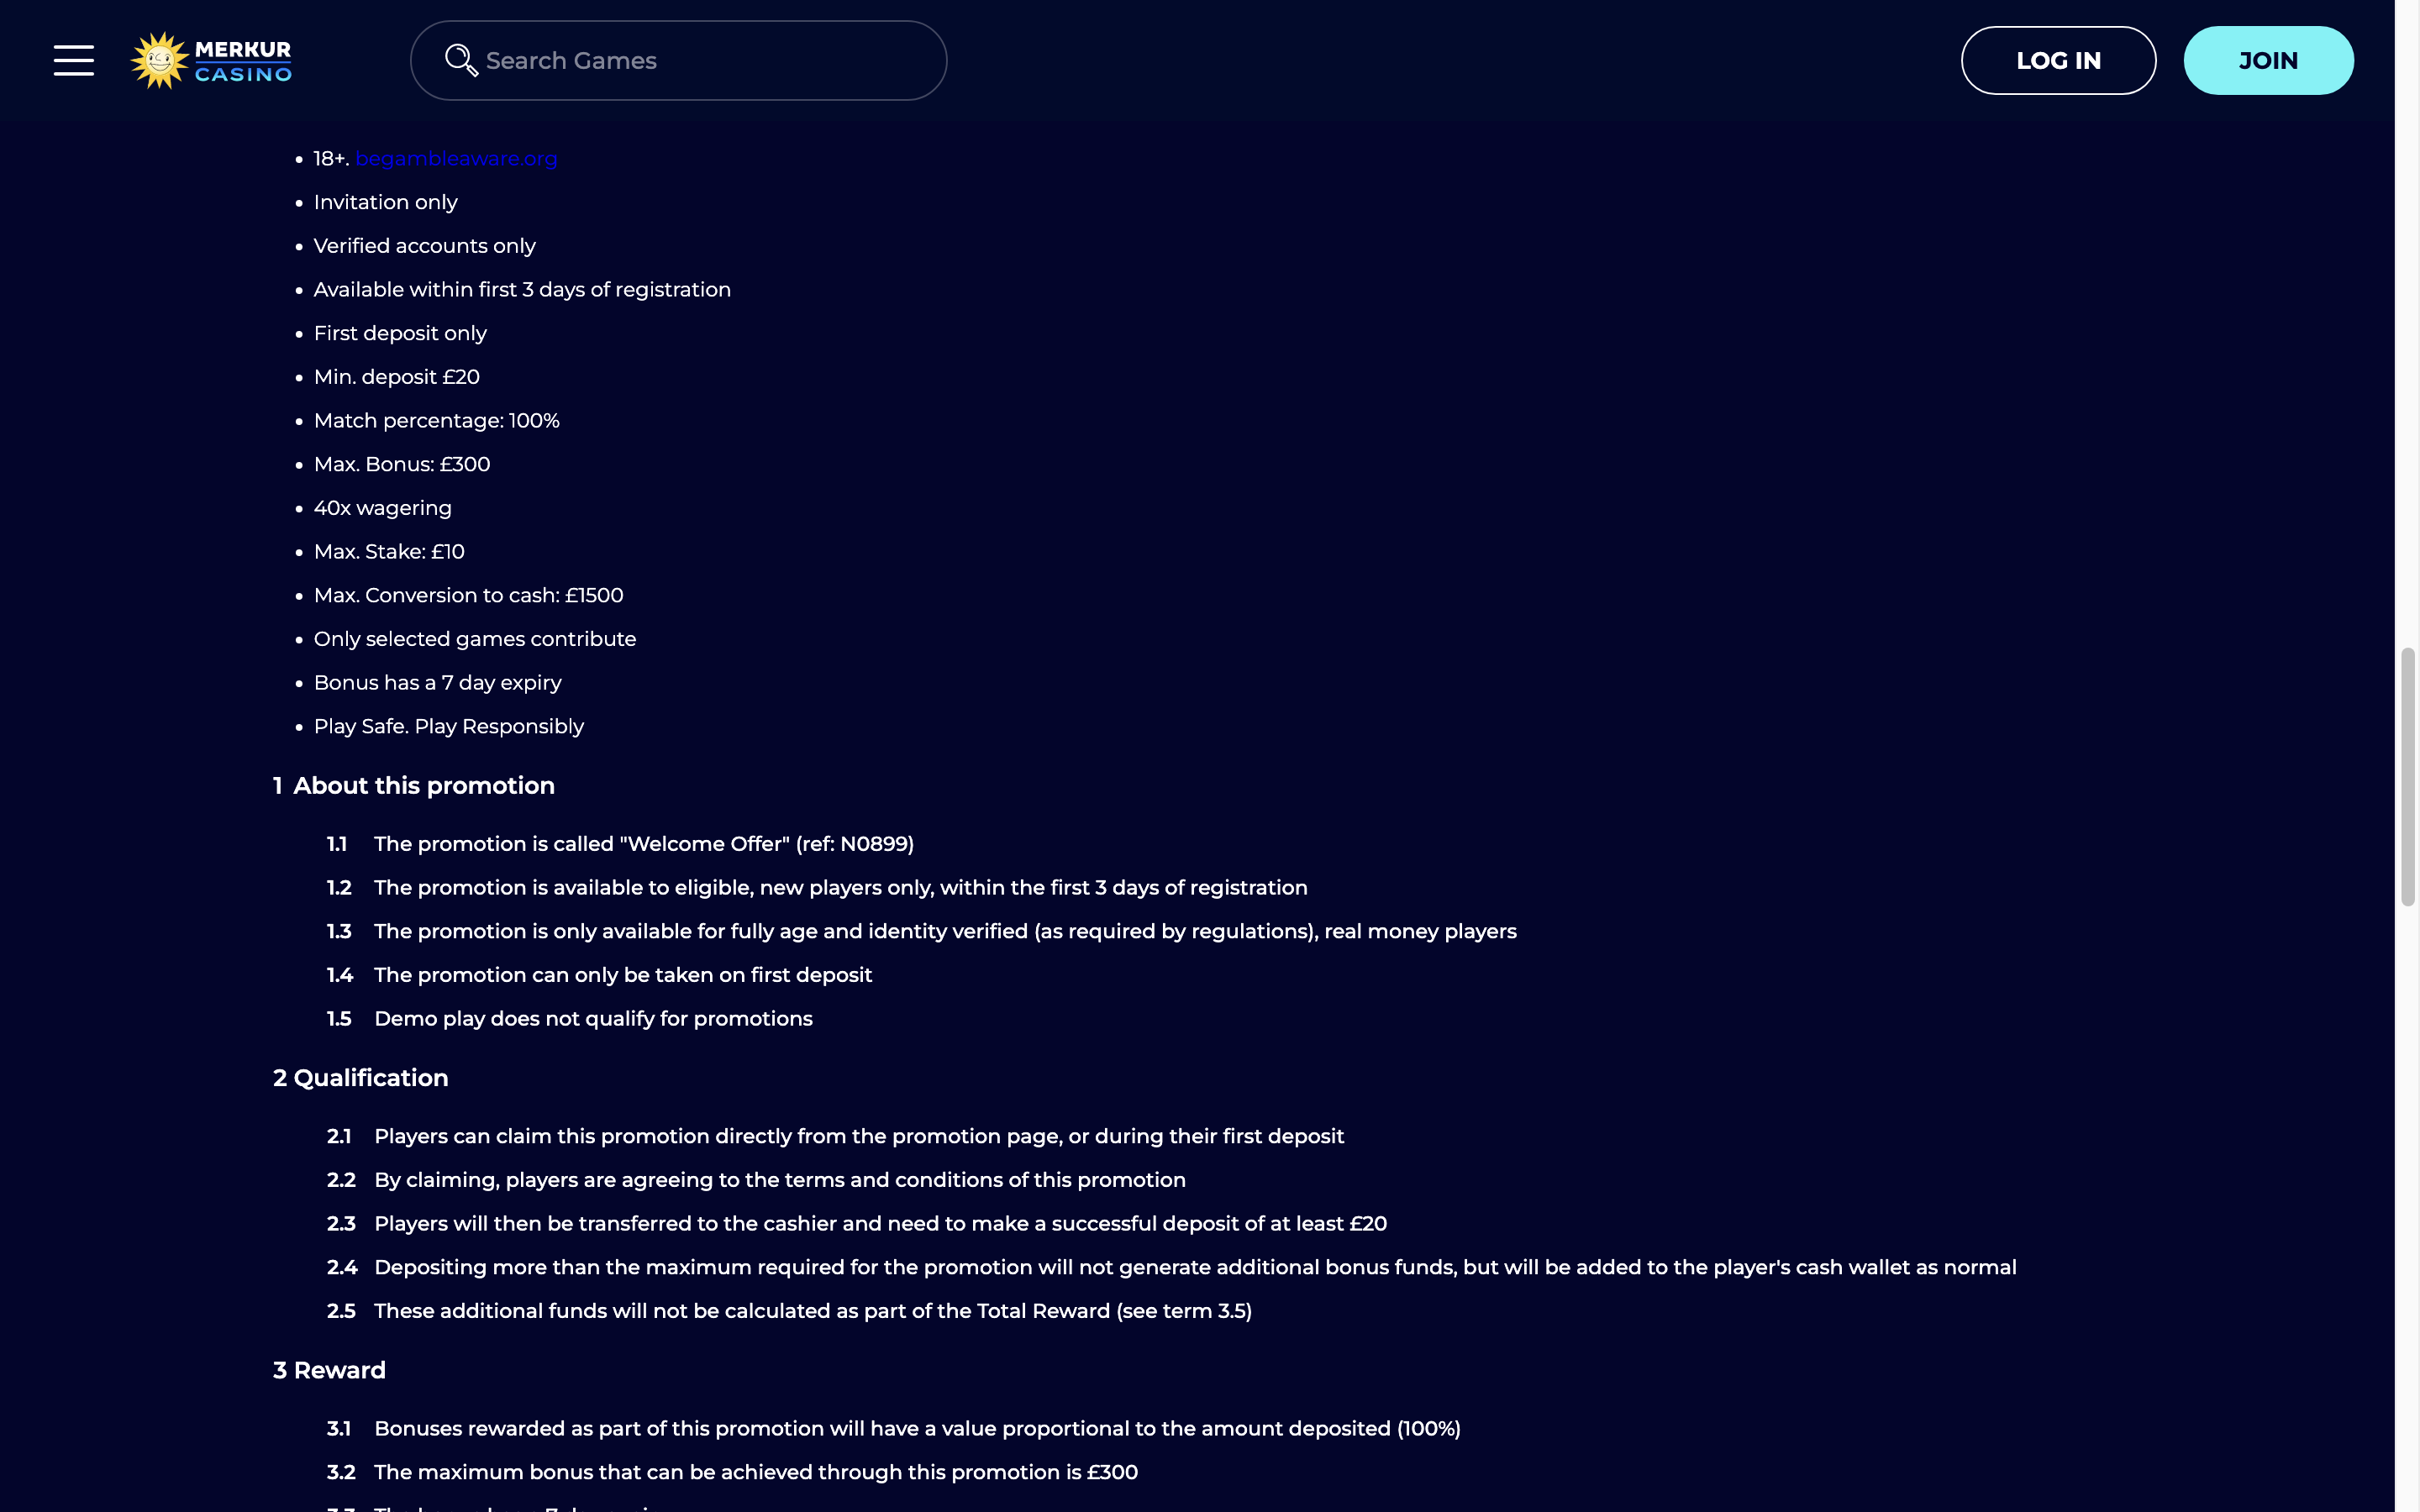 MERKUR
CASINO
Search Games
LOG IN
JOIN
• 18+. begambleaware.org
• Invitation only
• Verified accounts only
• Available within first 3 days of registration
• First deposit only
• Min. deposit £20
• Match percentage: 100%
• Max. Bonus: £300
• 40x wagering
• Max. Stake: £10
• Max. Conversion to cash: £1500
• Only selected games contribute
• Bonus has a 7 day expiry
• Play Safe. Play Responsibly
1 About this promotion
1.1 The promotion is called "Welcome Offer" (ref: N0899)
1.2 The promotion is available to eligible, new players only, within the first 3 days of registration
1.3 The promotion is only available for fully age and identity verified (as required by regulations), real money players
1.4 The promotion can only be taken on first deposit
1.5 Demo play does not qualify for promotions
2 Qualification
2.1 Players can claim this promotion directly from the promotion page, or during their first deposit
2.2 By claiming, players are agreeing to the terms and conditions of this promotion
2.3 Players will then be transferred to the cashier and need to make a successful deposit of at least £20
2.4 Depositing more than the maximum required for the promotion will not generate additional bonus funds, but will be added to the player's cash wallet as normal
2.5 These additional funds will not be calculated as part of the Total Reward (see term 3.5)
3 Reward
3.1 Bonuses rewarded as part of this promotion will have a value proportional to the amount deposited (100%)
3.2 The maximum bonus that can be achieved through this promotion is £300